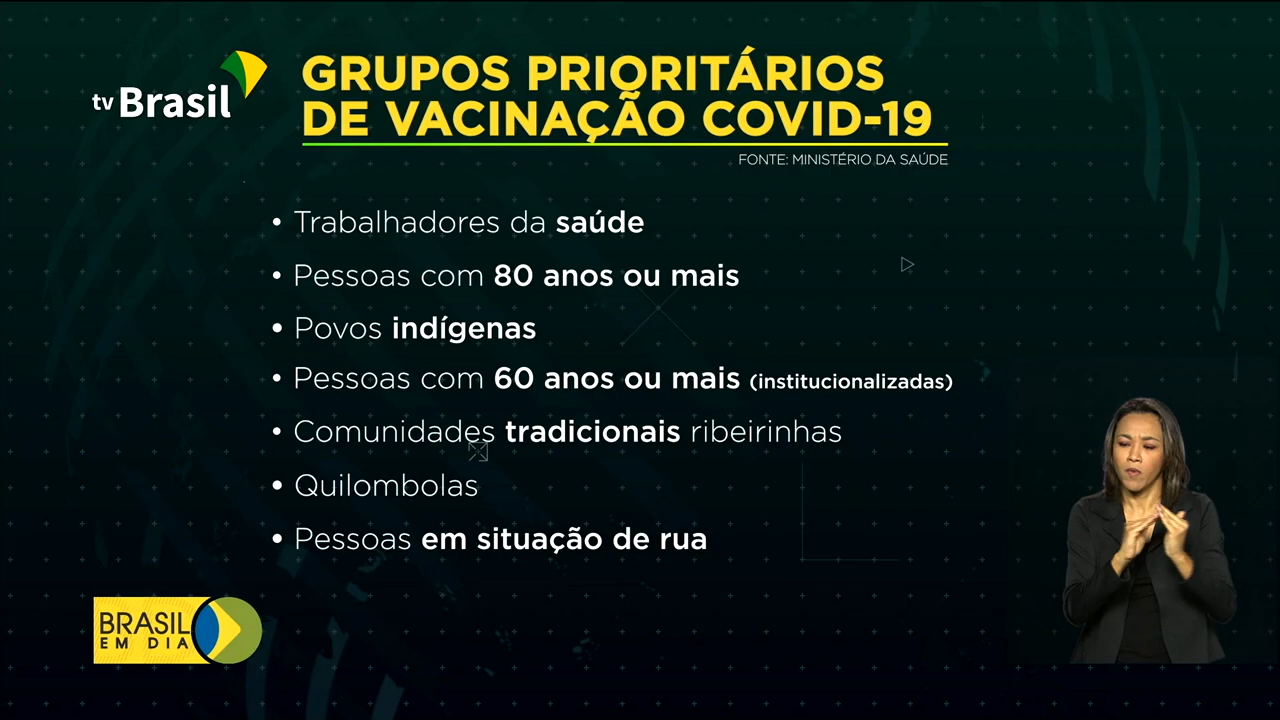 tv Brasil
GRUPOS PRIORITÁRIOS
DE VACINAÇÃO COVID-19
FONTE: MINISTÉRIO DA SAÚDE
• Trabalhadores da saúde
• Pessoas com 80 anos ou mais
• Povos indígenas
• Pessoas com 60 anos ou mais (institucionalizadas)
• Comunidades tradicionais ribeirinhas
• Quilombolas
• Pessoas em situação de rua
BRASIL
EM DIA